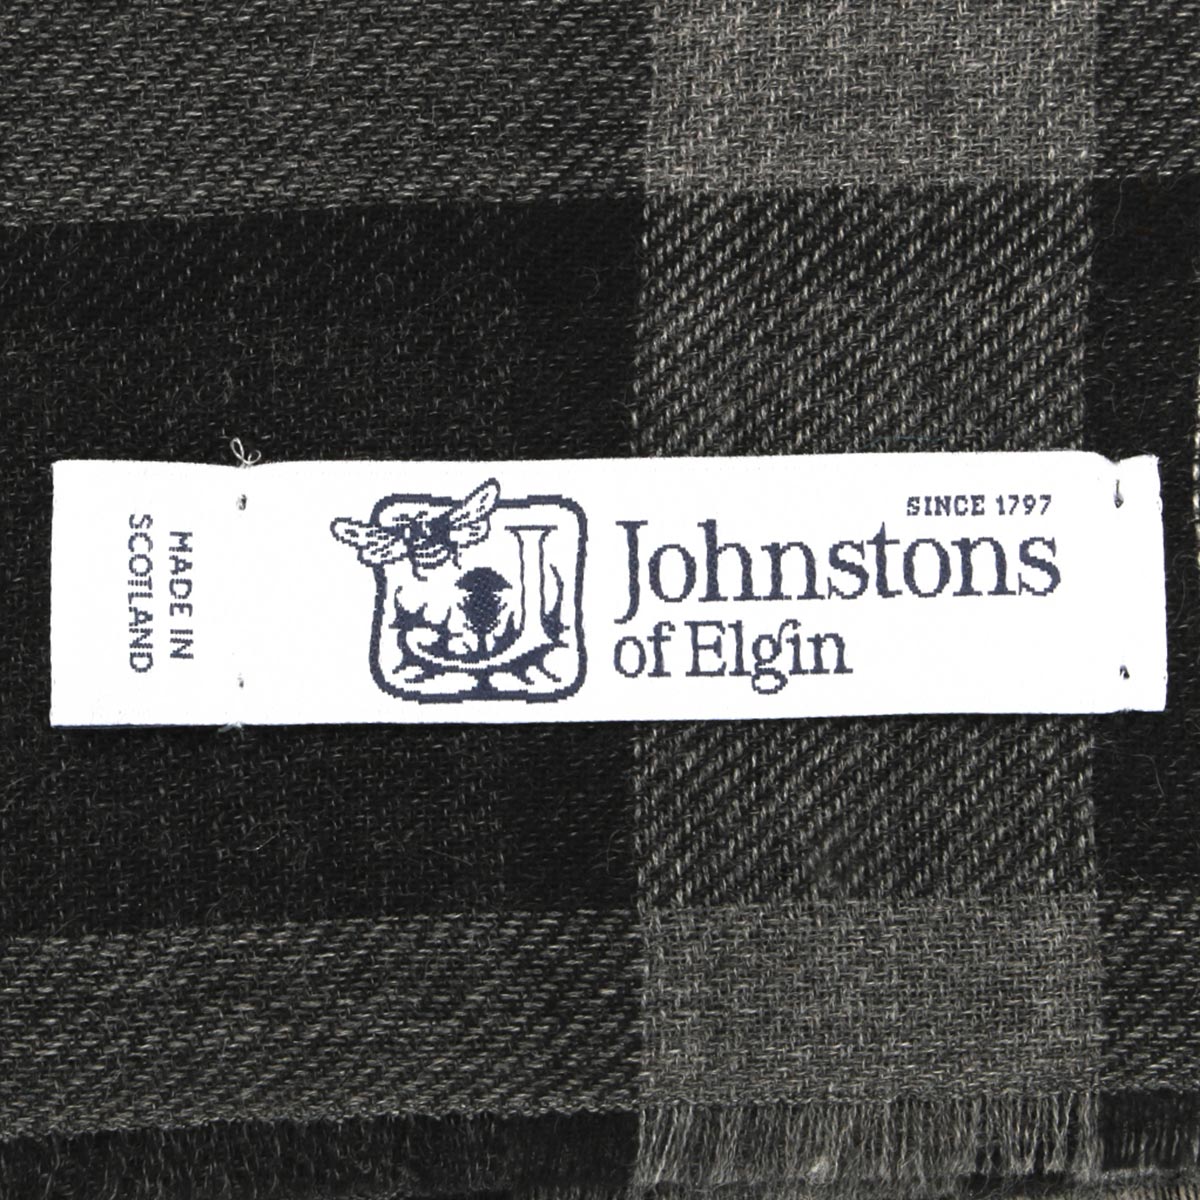 SINCE 1797
Johnstons
of Elgin
MADE IN
SCOTLAND